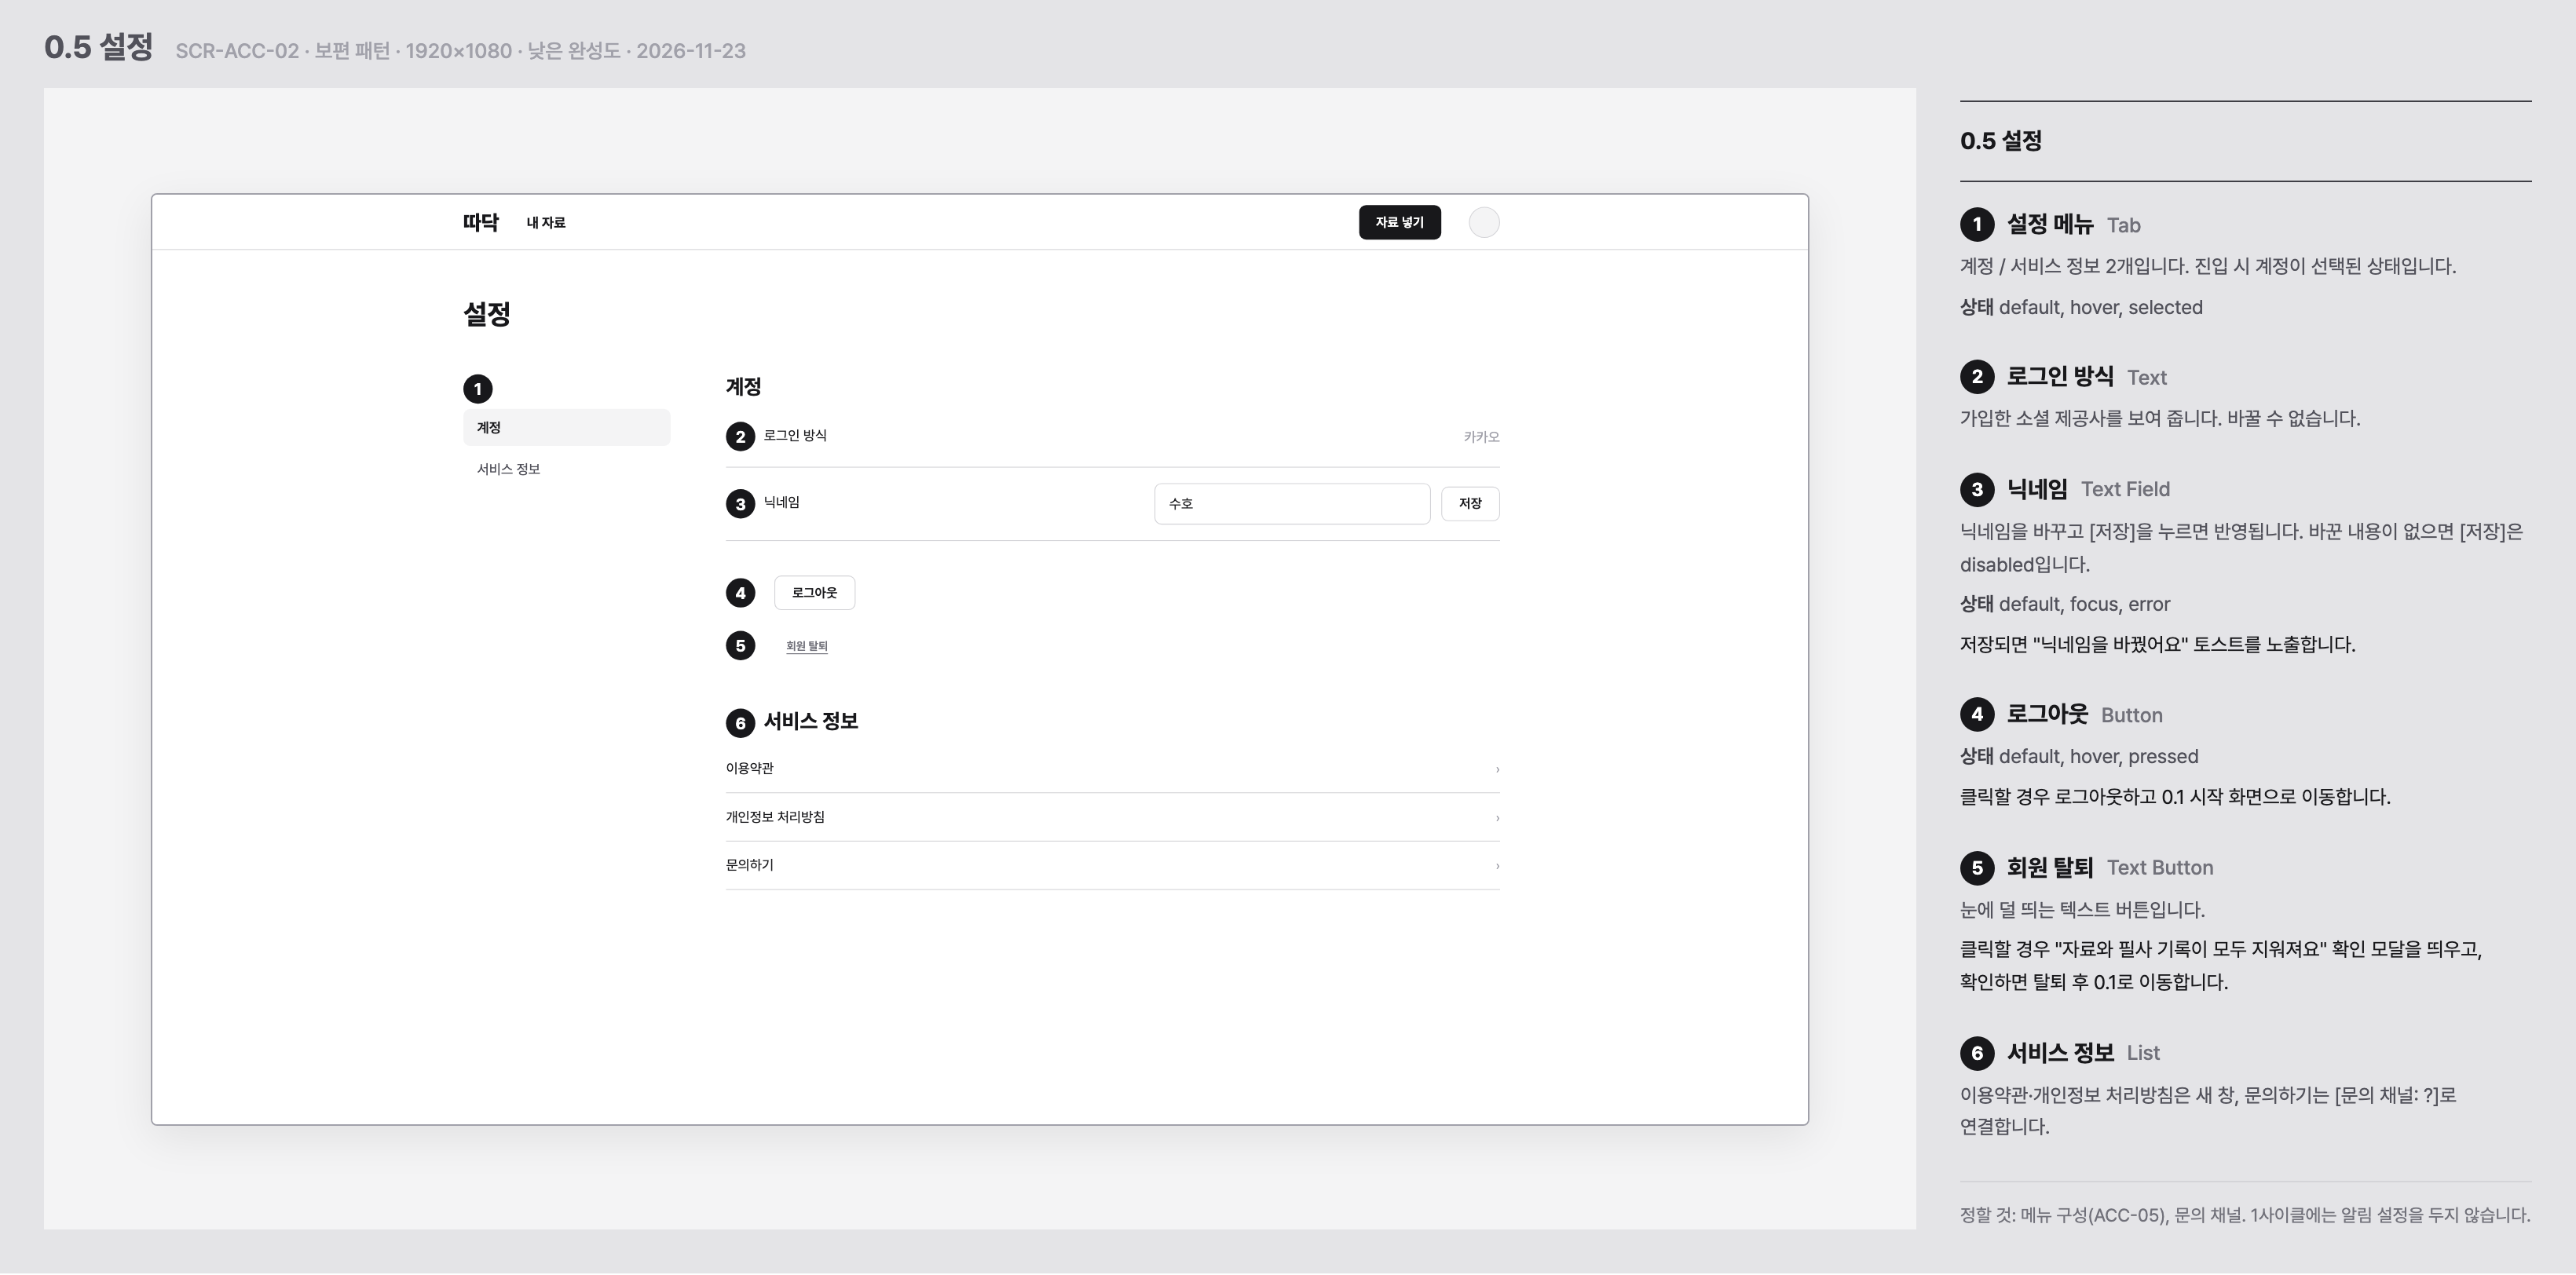 0.5 설정 SCR-ACC-02 · 보편 패턴 · 1920×1080 · 낮은 완성도 · 2026-11-23
따닥 내 자료 자료 넣기
설정
1
계정
서비스 정보
계정
2 로그인 방식 카카오
3 닉네임 수호 저장
4 로그아웃
5 회원 탈퇴
6 서비스 정보
이용약관 ›
개인정보 처리방침 ›
문의하기 ›
0.5 설정
1 설정 메뉴 Tab
계정 / 서비스 정보 2개입니다. 진입 시 계정이 선택된 상태입니다.
상태 default, hover, selected
2 로그인 방식 Text
가입한 소셜 제공사를 보여 줍니다. 바꿀 수 없습니다.
3 닉네임 Text Field
닉네임을 바꾸고 [저장]을 누르면 반영됩니다. 바꾼 내용이 없으면 [저장]은
disabled입니다.
상태 default, focus, error
저장되면 "닉네임을 바꿨어요" 토스트를 노출합니다.
4 로그아웃 Button
상태 default, hover, pressed
클릭할 경우 로그아웃하고 0.1 시작 화면으로 이동합니다.
5 회원 탈퇴 Text Button
눈에 덜 띄는 텍스트 버튼입니다.
클릭할 경우 "자료와 필사 기록이 모두 지워져요" 확인 모달을 띄우고,
확인하면 탈퇴 후 0.1로 이동합니다.
6 서비스 정보 List
이용약관·개인정보 처리방침은 새 창, 문의하기는 [문의 채널: ?]로
연결합니다.
정할 것: 메뉴 구성(ACC-05), 문의 채널. 1사이클에는 알림 설정을 두지 않습니다.